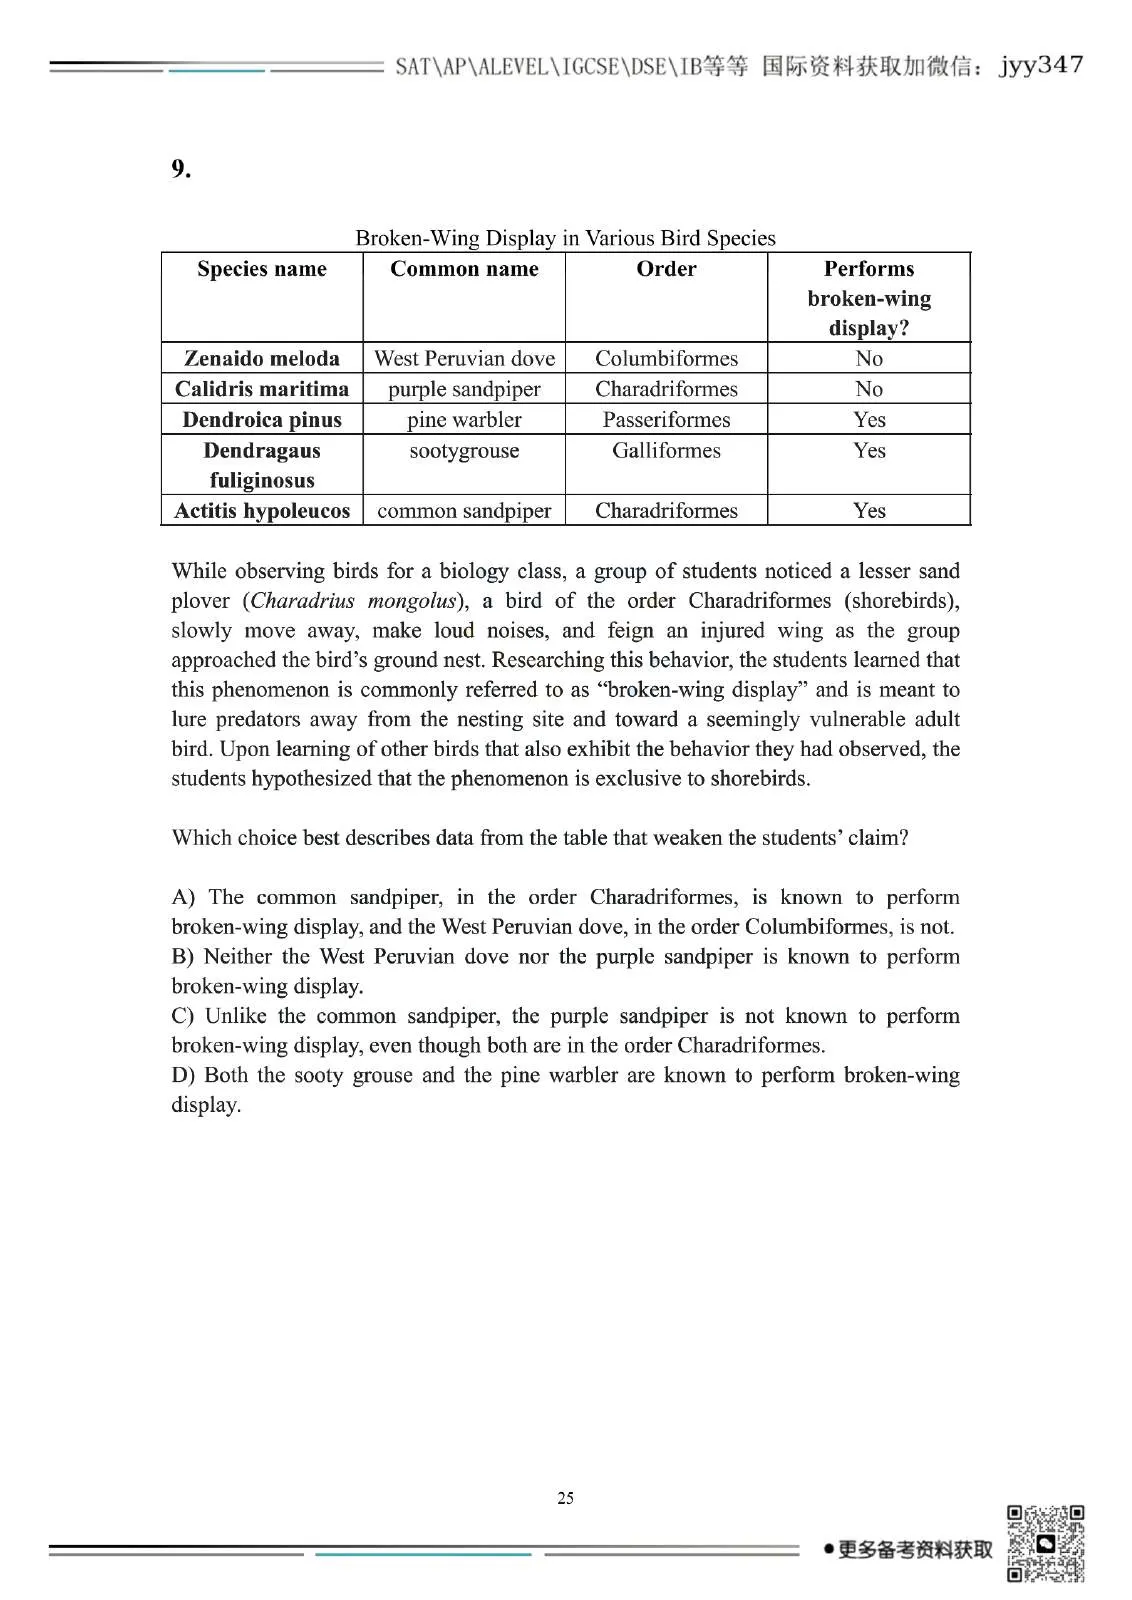 SAT\AP\ALEVEL\IGCSE\DSE\IB等等 国际资料获取加微信: jyy347
9.
Broken-Wing Display in Various Bird Species
Species name Common name Order Performs
broken-wing
display?
Zenaido meloda West Peruvian dove Columbiformes No
Calidris maritima purple sandpiper Charadriformes No
Dendroica pinus pine warbler Passeriformes Yes
Dendragaus sootygrouse Galliformes Yes
fuliginosus
Actitis hypoleucos common sandpiper Charadriformes Yes
While observing birds for a biology class, a group of students noticed a lesser sand
plover (Charadrius mongolus), a bird of the order Charadriformes (shorebirds),
slowly move away, make loud noises, and feign an injured wing as the group
approached the bird's ground nest. Researching this behavior, the students learned that
this phenomenon is commonly referred to as “broken-wing display” and is meant to
lure predators away from the nesting site and toward a seemingly vulnerable adult
bird. Upon learning of other birds that also exhibit the behavior they had observed, the
students hypothesized that the phenomenon is exclusive to shorebirds.
Which choice best describes data from the table that weaken the students’ claim?
A) The common sandpiper, in the order Charadriformes, is known to perform
broken-wing display, and the West Peruvian dove, in the order Columbiformes, is not.
B) Neither the West Peruvian dove nor the purple sandpiper is known to perform
broken-wing display.
C) Unlike the common sandpiper, the purple sandpiper is not known to perform
broken-wing display, even though both are in the order Charadriformes.
D) Both the sooty grouse and the pine warbler are known to perform broken-wing
display.
25
●更多备考资料获取